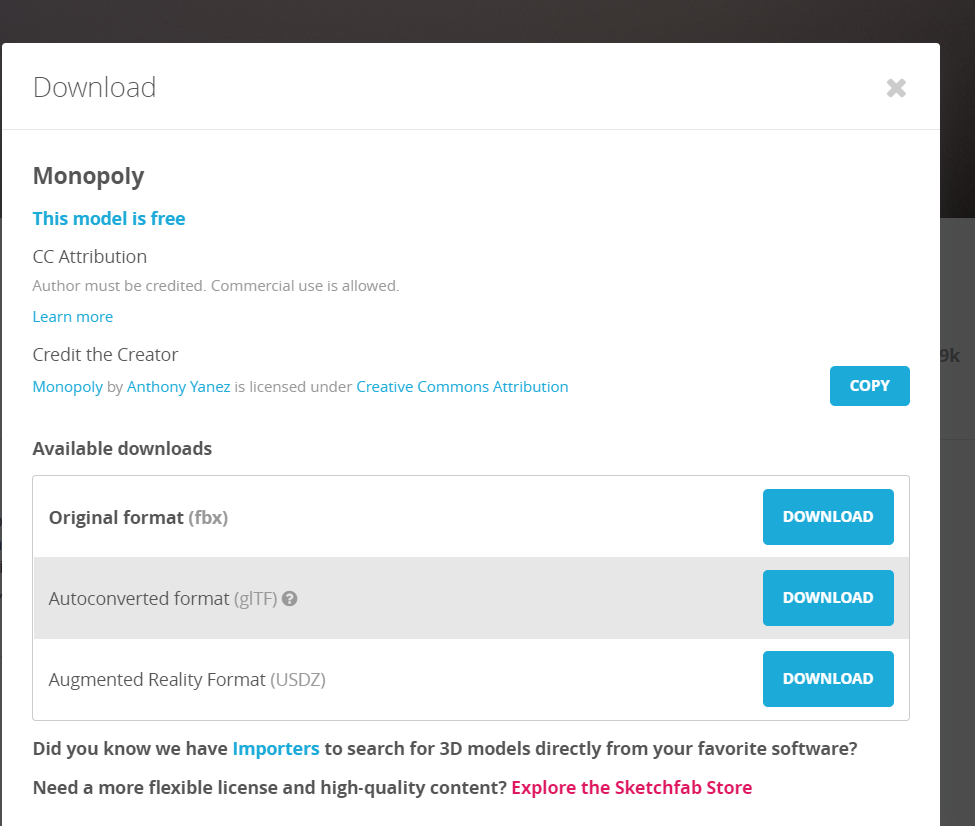 Download
Monopoly
This model is free
CC Attribution
Author must be credited. Commercial use is allowed.
Learn more
Credit the Creator
9k
Monopoly by Anthony Yanez is licensed under Creative Commons Attribution
COPY
Available downloads
Original format (fbx)
DOWNLOAD
Autoconverted format (glTF)
DOWNLOAD
Augmented Reality Format (USDZ)
DOWNLOAD
Did you know we have Importers to search for 3D models directly from your favorite software?
Need a more flexible license and high-quality content? Explore the Sketchfab Store